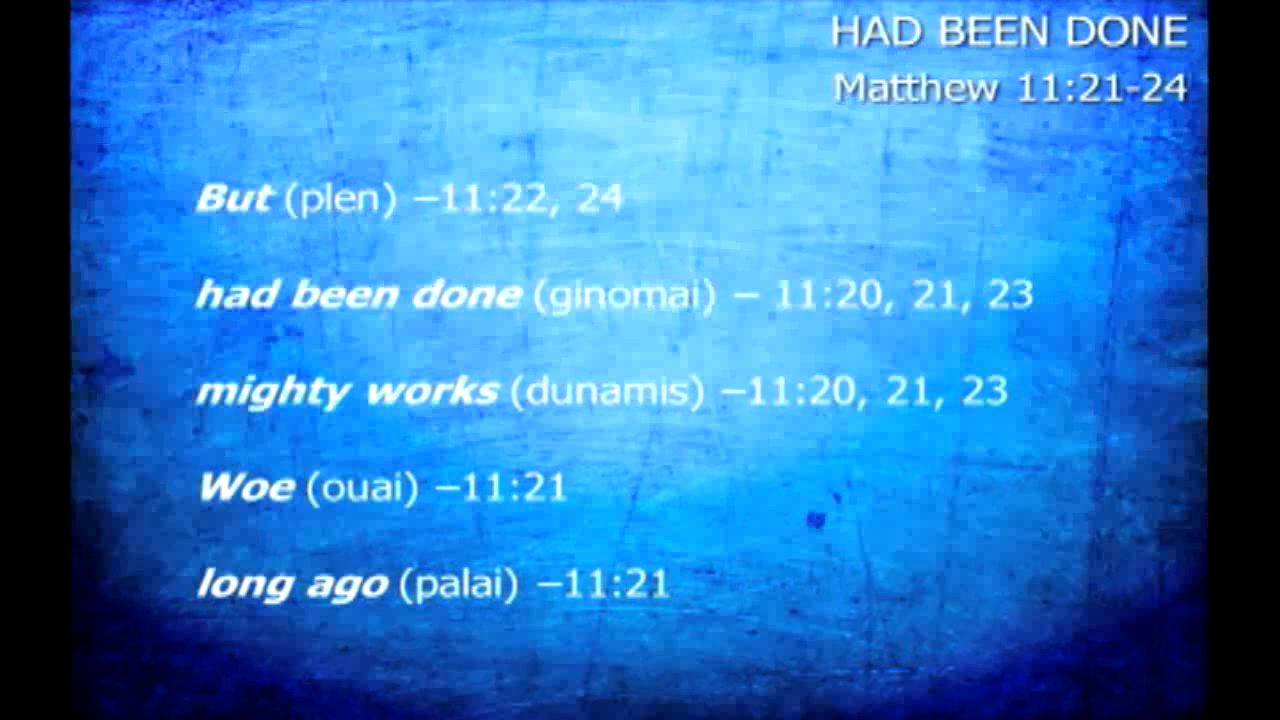 HAD BEEN DONE
Matthew 11:21-24
But (plen) –11:22, 24
had been done (ginomai) – 11:20, 21, 23
mighty works (dunamis) –11:20, 21, 23
Woe (ouai) –11:21
long ago (palai) –11:21